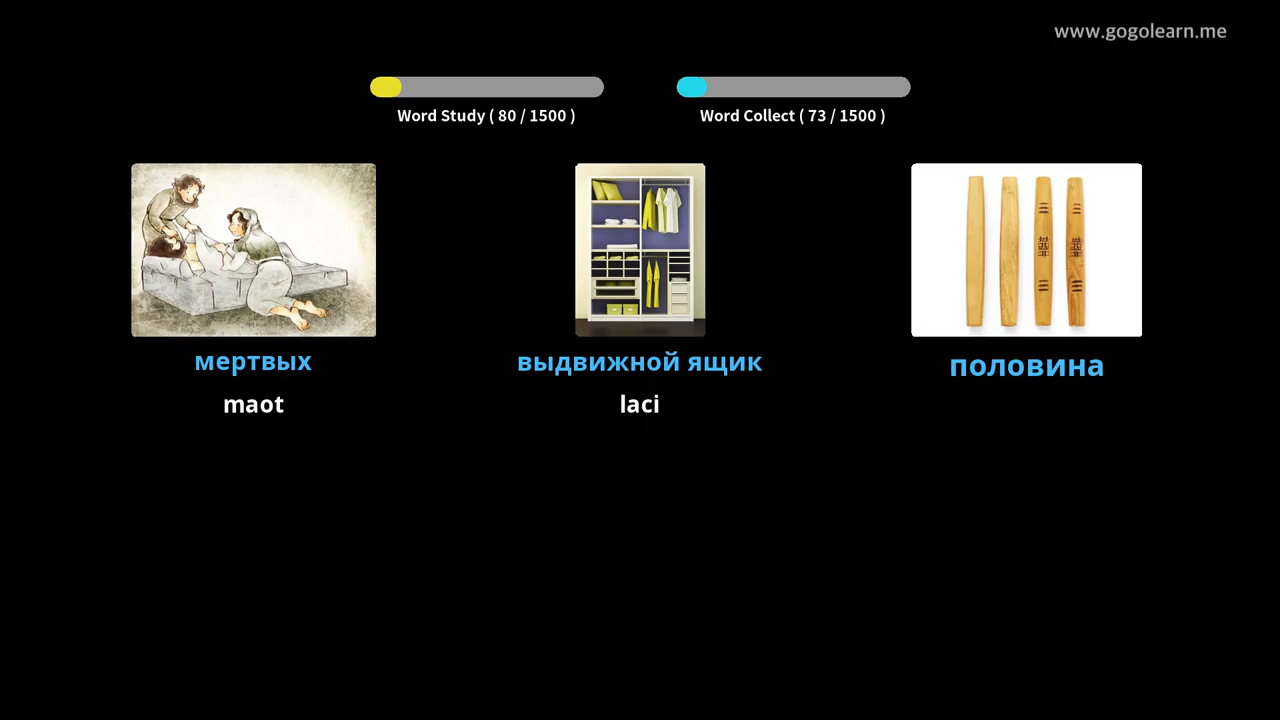 www.gogolearn.me
Word Study ( 80 / 1500 )
Word Collect ( 73 / 1500 )
мертвых
выдвижной ящик
половина
maot
laci